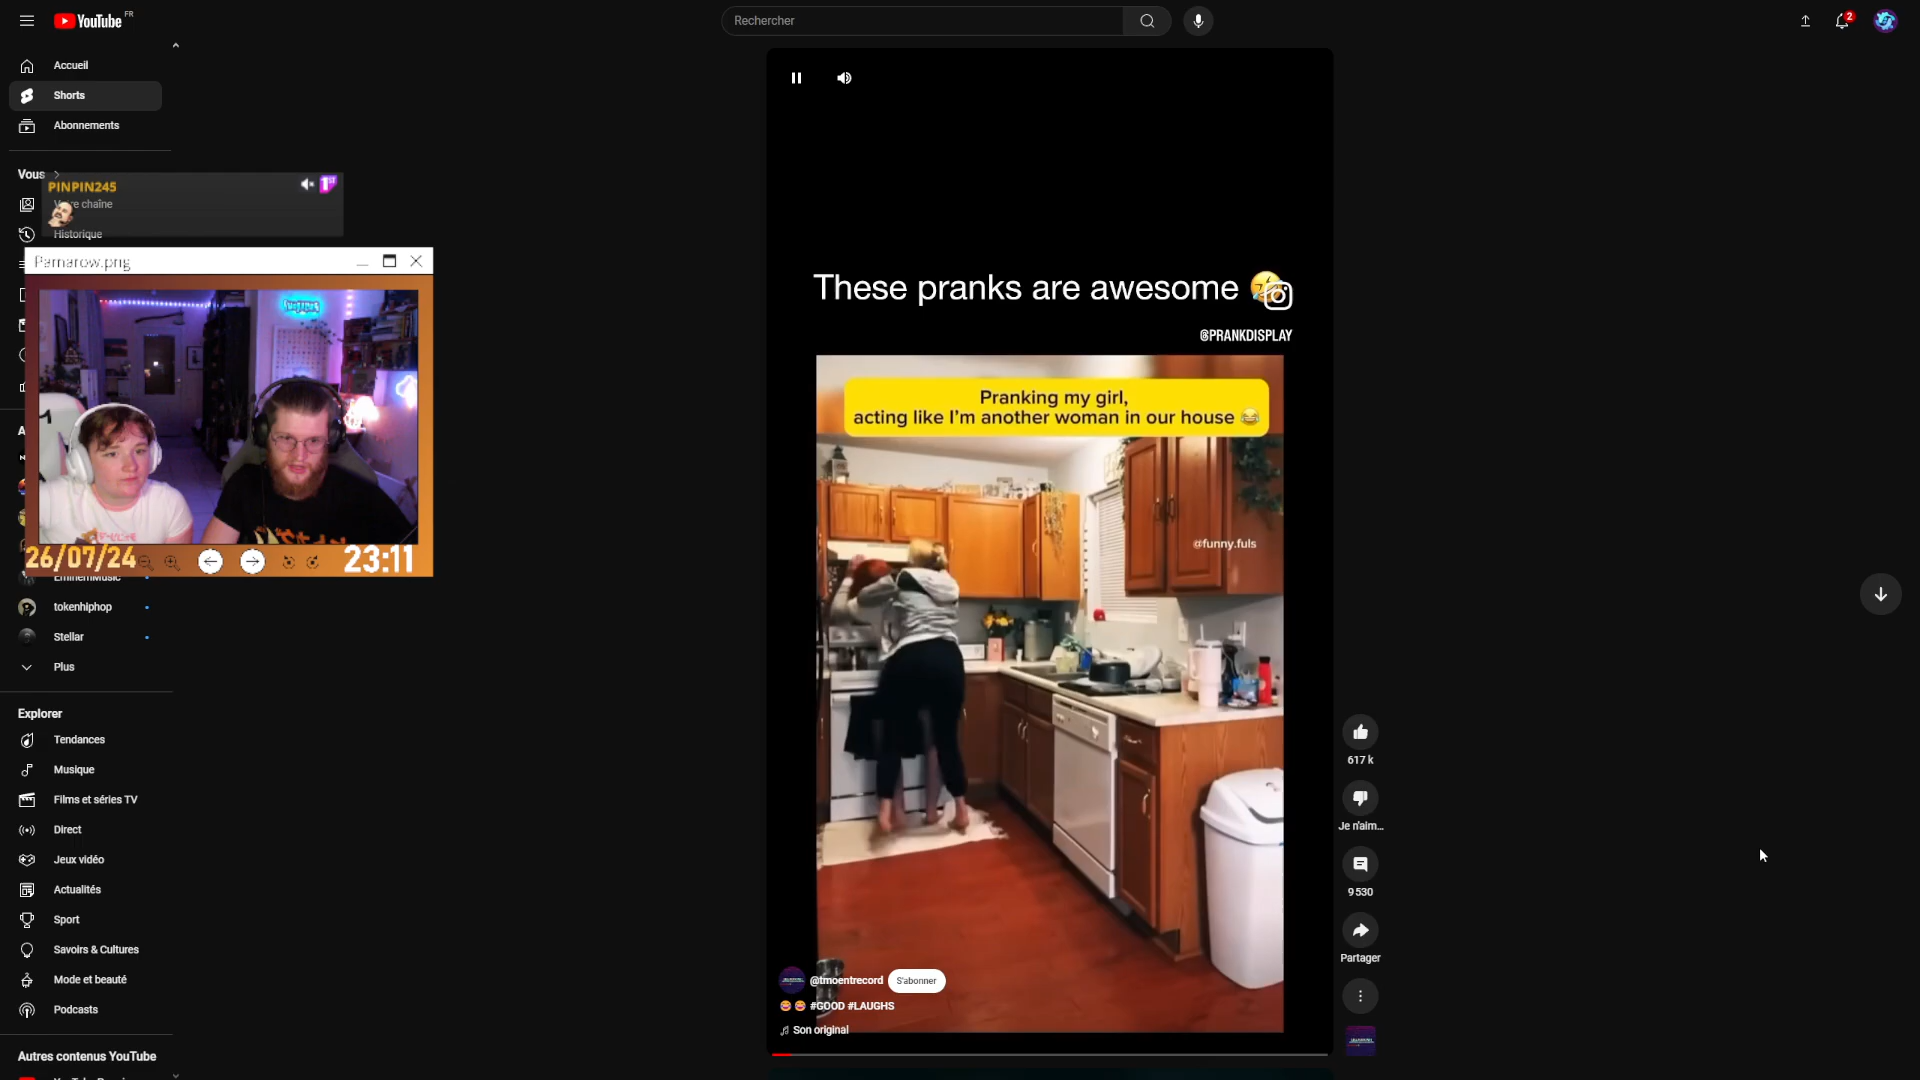 YouTube FR
Rechercher
2
Accueil
Shorts
Abonnements
Vous
PINPIN245
Historique
Pamarow.png
26/07/24
23:11
EminemMusic
tokenhiphop
Stellar
Plus
Explorer
Tendances
Musique
Films et séries TV
Direct
Jeux vidéo
Actualités
Sport
Savoirs & Cultures
Mode et beauté
Podcasts
Autres contenus YouTube
These pranks are awesome 🤣
@PRANKDISPLAY
Pranking my girl,
acting like I'm another woman in our house 😂
@funny.fuls
@tmoentrecord
S'abonner
😂 😂 #GOOD #LAUGHS
Son original
617 k
Je n'aim...
9 530
Partager